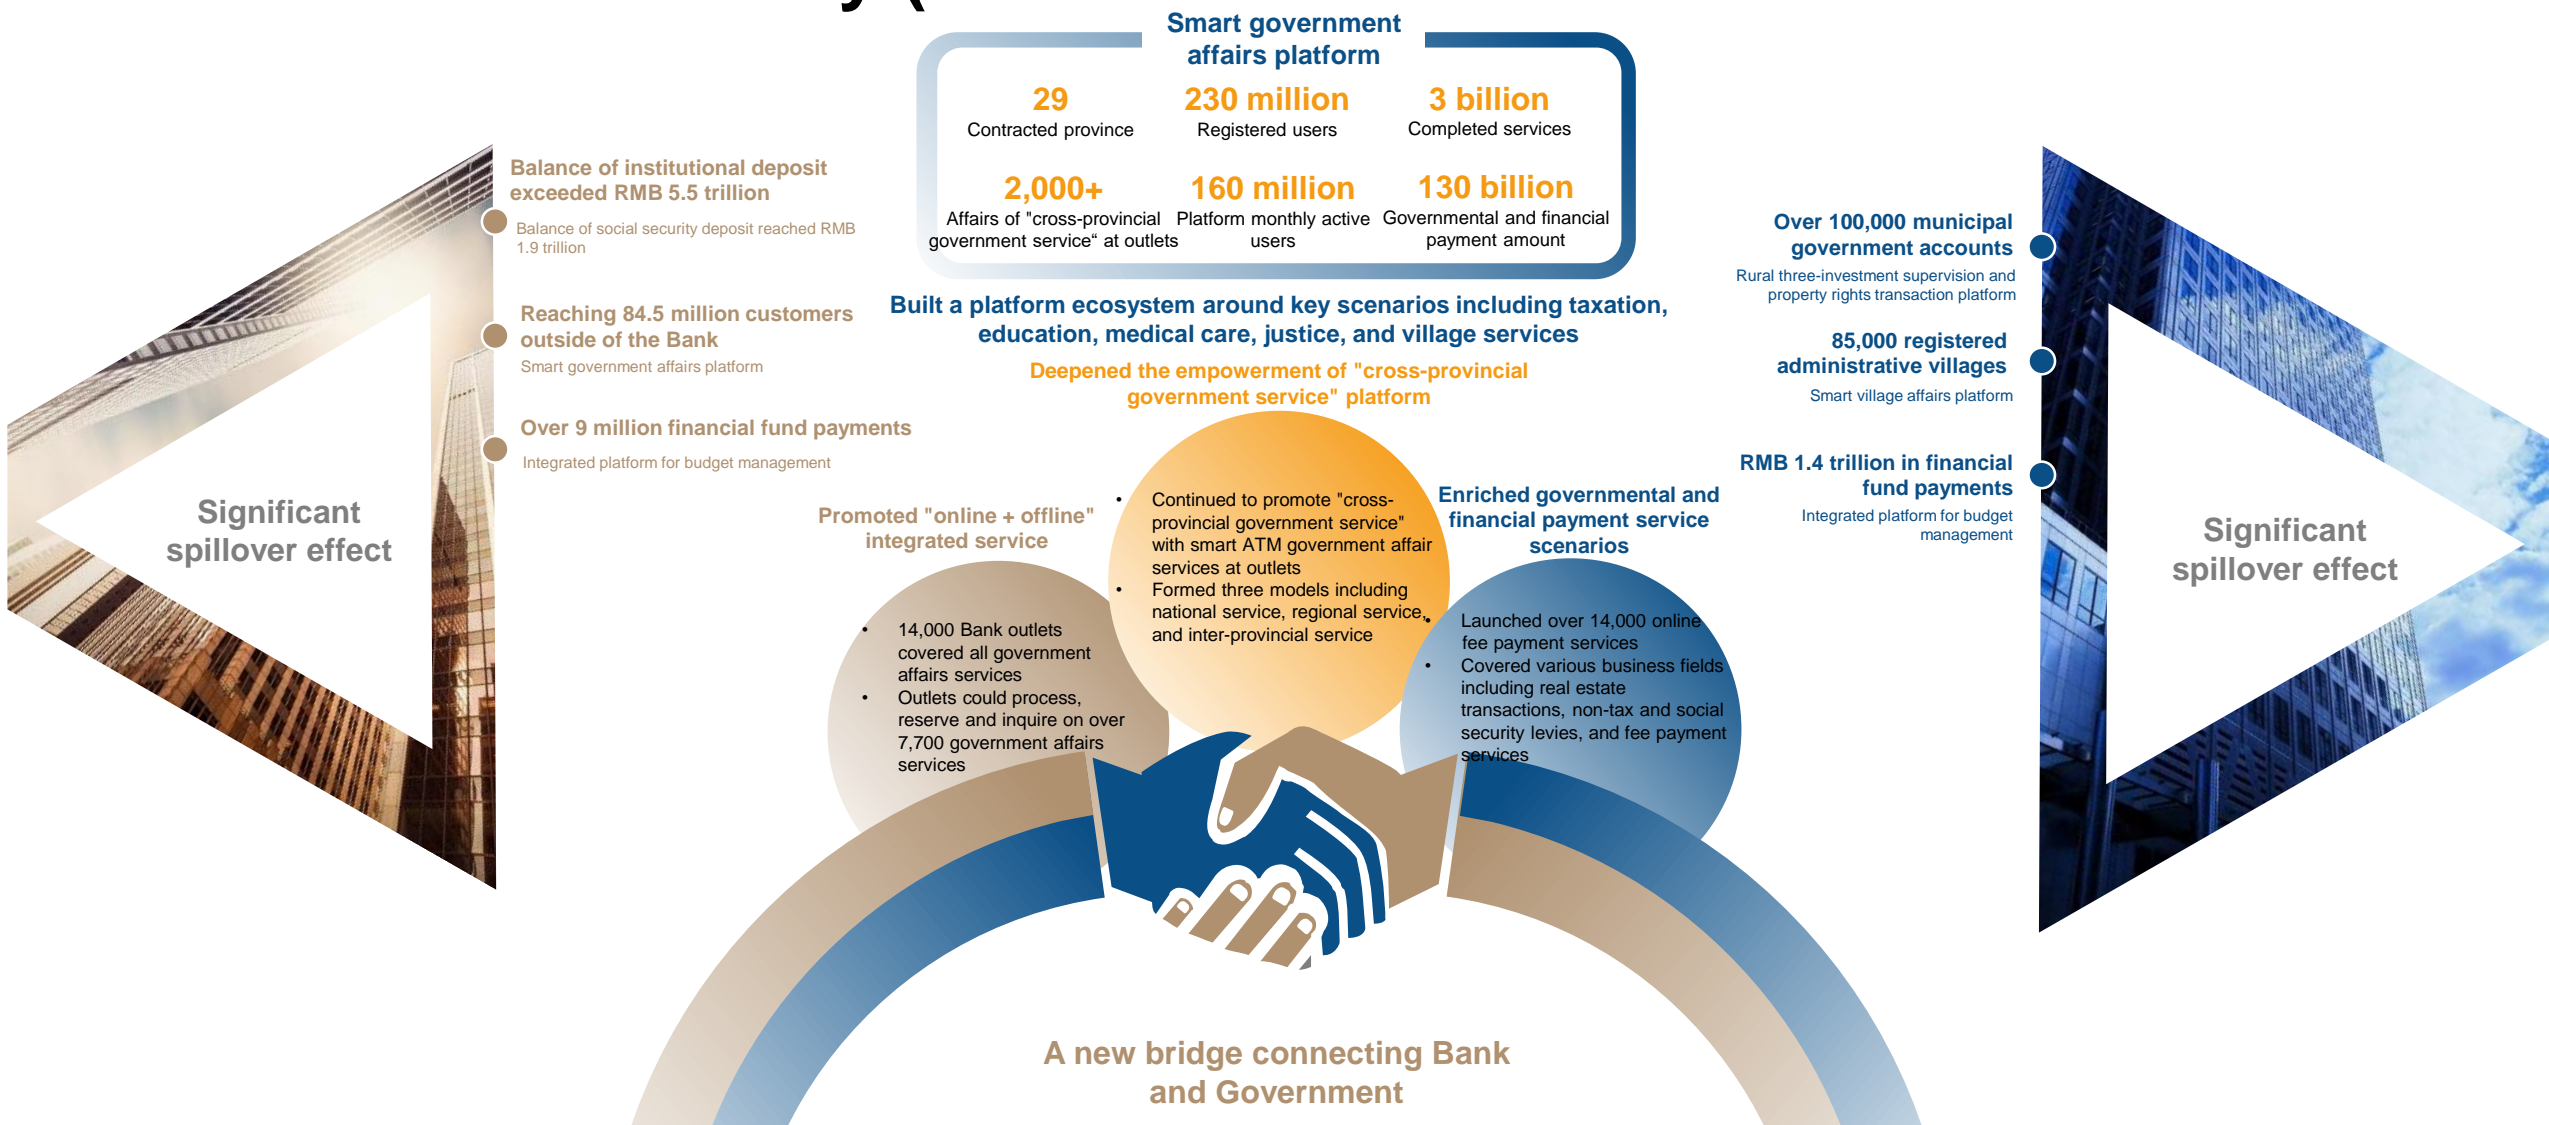 Smart government
affairs platform
29
Contracted province
230 million
Registered users
3 billion
Completed services
2,000+
Affairs of "cross-provincial
government service“ at outlets
160 million
Platform monthly active
users
130 billion
Governmental and financial
payment amount
Built a platform ecosystem around key scenarios including taxation,
education, medical care, justice, and village services
Deepened the empowerment of "cross-provincial
government service" platform
• Continued to promote "cross-
provincial government service"
with smart ATM government affair
services at outlets
• Formed three models including
national service, regional service,
and inter-provincial service
Balance of institutional deposit
exceeded RMB 5.5 trillion
Balance of social security deposit reached RMB
1.9 trillion
Reaching 84.5 million customers
outside of the Bank
Smart government affairs platform
Over 9 million financial fund payments
Integrated platform for budget management
Significant
spillover effect
Promoted "online + offline"
integrated service
• 14,000 Bank outlets
covered all government
affairs services
• Outlets could process,
reserve and inquire on over
7,700 government affairs
services
Enriched governmental and
financial payment service
scenarios
• Launched over 14,000 online
fee payment services
• Covered various business fields
including real estate
transactions, non-tax and social
security levies, and fee payment
services
Over 100,000 municipal
government accounts
Rural three-investment supervision and
property rights transaction platform
85,000 registered
administrative villages
Smart village affairs platform
RMB 1.4 trillion in financial
fund payments
Integrated platform for budget
management
Significant
spillover effect
A new bridge connecting Bank
and Government